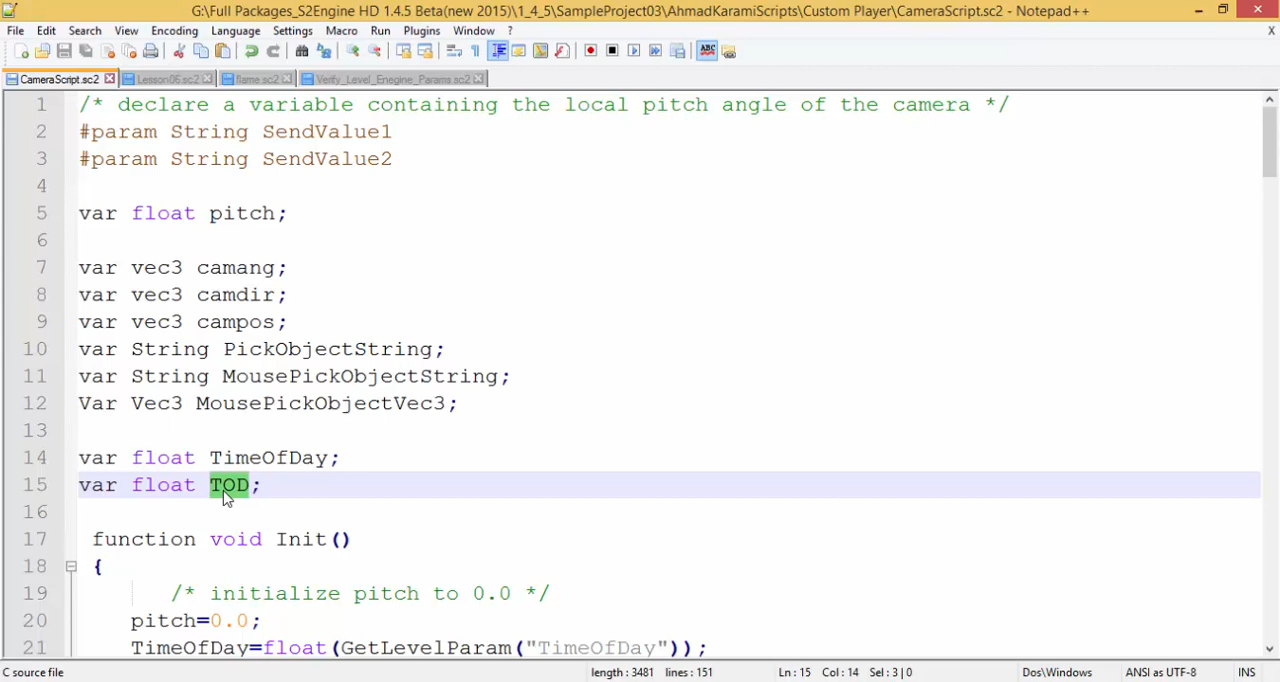 G:\Full Packages_S2Engine HD 1.4.5 Beta(new 2015)\1_4_5\SampleProject03\AhmadKaramiScripts\Custom Player\CameraScript.sc2 - Notepad++
File Edit Search View Encoding Language Settings Macro Run Plugins Window ? X
CameraScript.sc2 Lesson06.sc2 flame.sc2 Verify_Level_Enegine_Params.sc2
1 /* declare a variable containing the local pitch angle of the camera */
2 #param String SendValue1
3 #param String SendValue2
4
5 var float pitch;
6
7 var vec3 camang;
8 var vec3 camdir;
9 var vec3 campos;
10 var String PickObjectString;
11 var String MousePickObjectString;
12 Var Vec3 MousePickObjectVec3;
13
14 var float TimeOfDay;
15 var float TOD;
16
17 function void Init()
18 {
19 /* initialize pitch to 0.0 */
20 pitch=0.0;
21 TimeOfDay=float(GetLevelParam("TimeOfDay"));
C source file length : 3481 lines : 151 Ln : 15 Col : 14 Sel : 3 | 0 Dos\Windows ANSI as UTF-8 INS